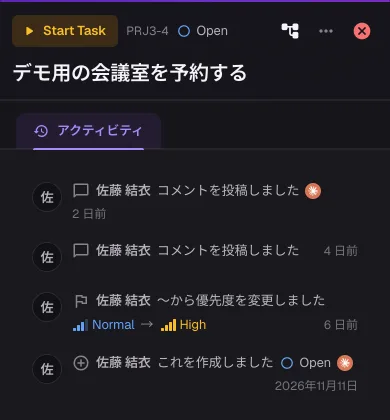 Start Task PRJ3-4 Open
デモ用の会議室を予約する
アクティビティ
佐 佐藤 結衣 コメントを投稿しました
2 日前
佐 佐藤 結衣 コメントを投稿しました 4 日前
佐 佐藤 結衣 〜から優先度を変更しました
Normal → High 6 日前
佐 佐藤 結衣 これを作成しました Open
2026年11月11日